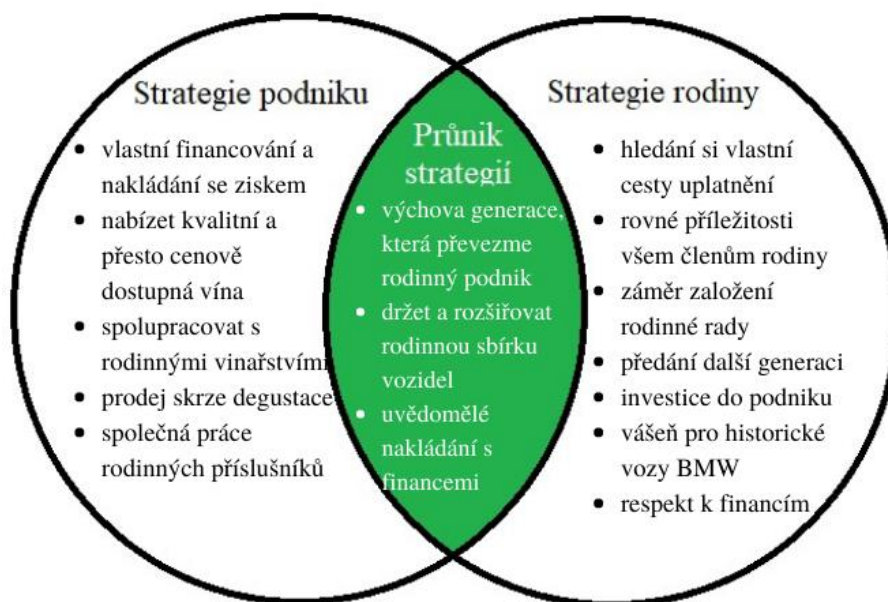 Strategie podniku
vlastní financování a
nakládání se ziskem
nabízet kvalitní a
přesto cenově
dostupná vína
spolupracovat s
rodinnými vinařstvími
prodej skrze degustace
společná práce
rodinných příslušníků
Průnik
strategií
výchova generace,
která převezme
rodinný podnik
držet a rozšiřovat
rodinnou sbírku
vozidel
uvědomělé
nakládání s
financemi
Strategie rodiny
hledání si vlastní
cesty uplatnění
rovné příležitosti
všem členům rodiny
záměr založení
rodinné rady
předání další generaci
investice do podniku
vášeň pro historické
vozy BMW
respekt k financím